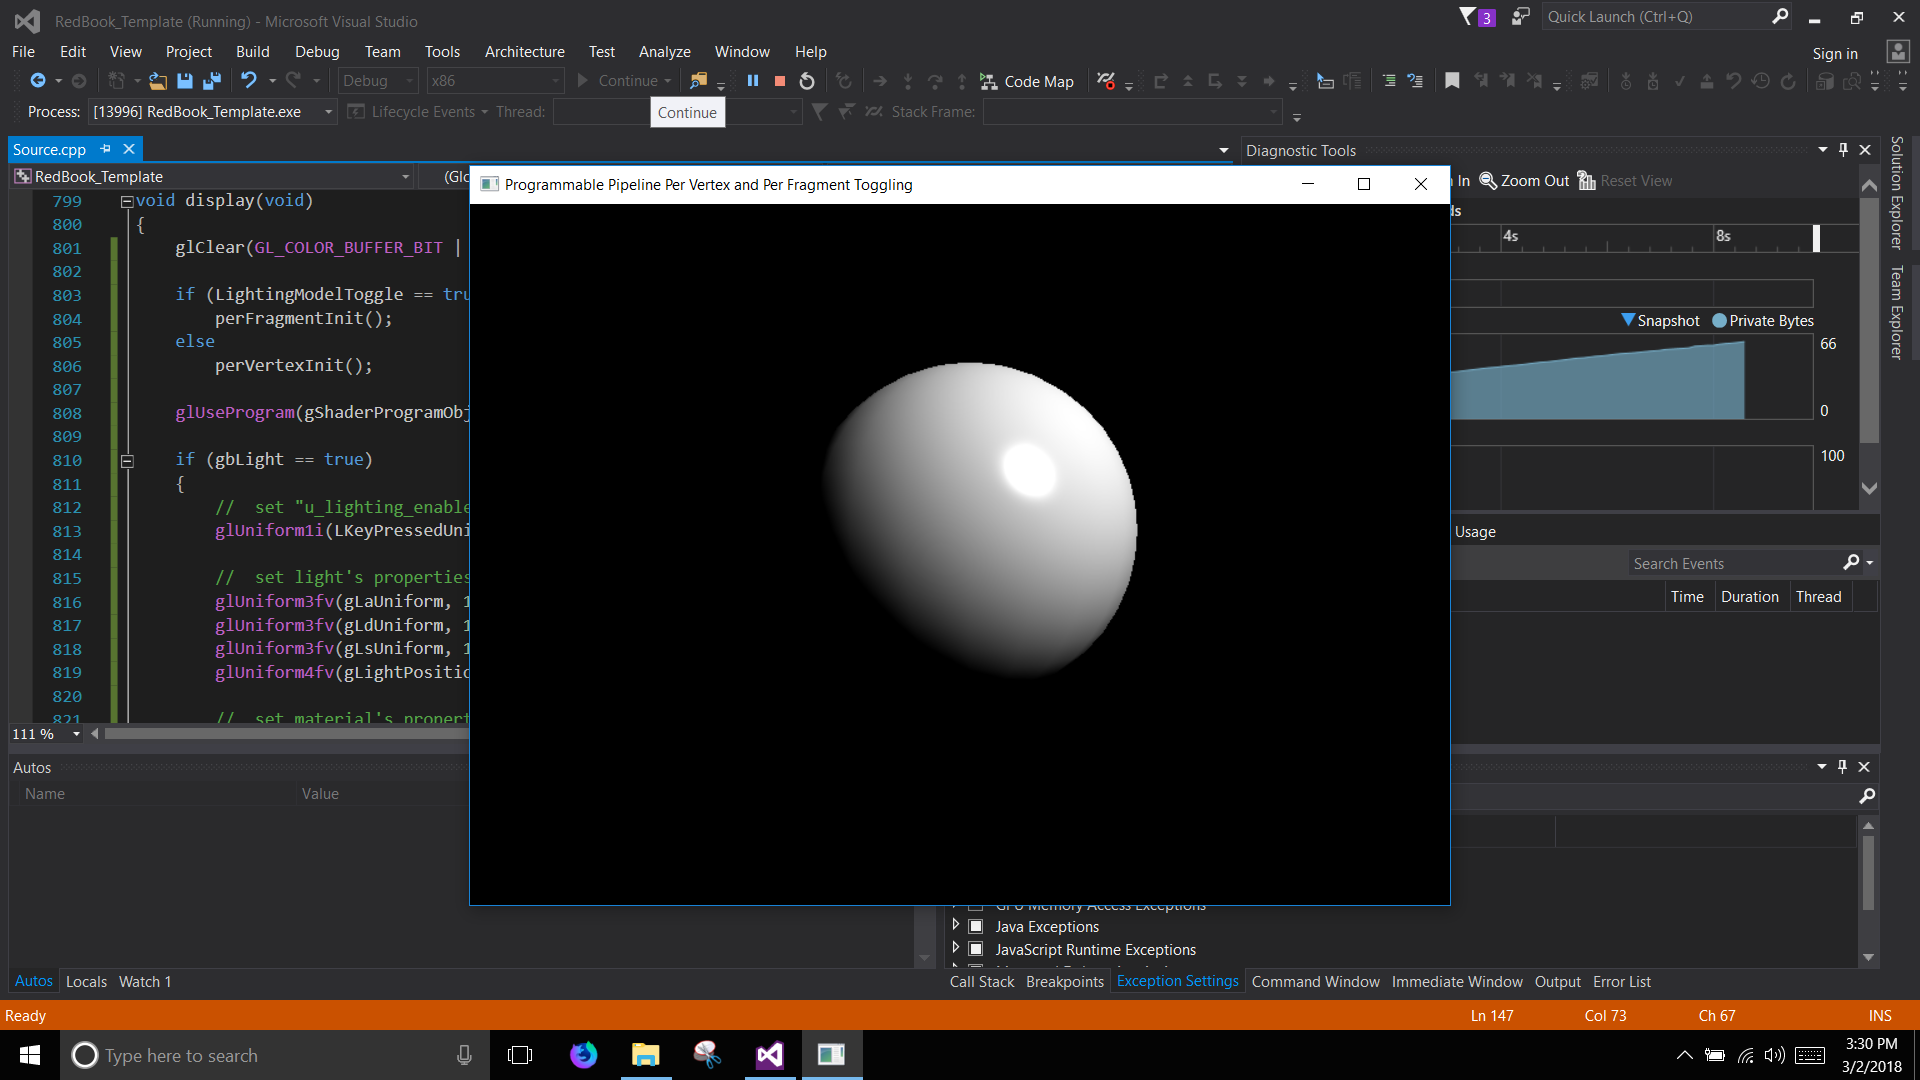 RedBook_Template (Running) - Microsoft Visual Studio
3
Quick Launch (Ctrl+Q)
File Edit View Project Build Debug Team Tools Architecture Test Analyze Window Help
Sign in
Debug x86 Continue Code Map
Process: [13996] RedBook_Template.exe Lifecycle Events Thread: Stack Frame:
Continue
Source.cpp
Diagnostic Tools
RedBook_Template
(Glo
Programmable Pipeline Per Vertex and Per Fragment Toggling
In Zoom Out Reset View
ds
4s 8s
Snapshot Private Bytes
66
0
100
Usage
Search Events
Time Duration Thread
799 void display(void)
800 {
801 glClear(GL_COLOR_BUFFER_BIT |
802
803 if (LightingModelToggle == tru
804 perFragmentInit();
805 else
806 perVertexInit();
807
808 glUseProgram(gShaderProgramObj
809
810 if (gbLight == true)
811 {
812 // set "u_lighting_enable
813 glUniform1i(LKeyPressedUni
814
815 // set light's properties
816 glUniform3fv(gLaUniform, 1
817 glUniform3fv(gLdUniform, 1
818 glUniform3fv(gLsUniform, 1
819 glUniform4fv(gLightPositio
820
821 // set material's propert
111 %
Autos
Name Value
GPU Memory Access Exceptions
Java Exceptions
JavaScript Runtime Exceptions
Autos Locals Watch 1
Call Stack Breakpoints Exception Settings Command Window Immediate Window Output Error List
Ready
Ln 147 Col 73 Ch 67 INS
Solution Explorer
Team Explorer
Type here to search
3:30 PM
3/2/2018